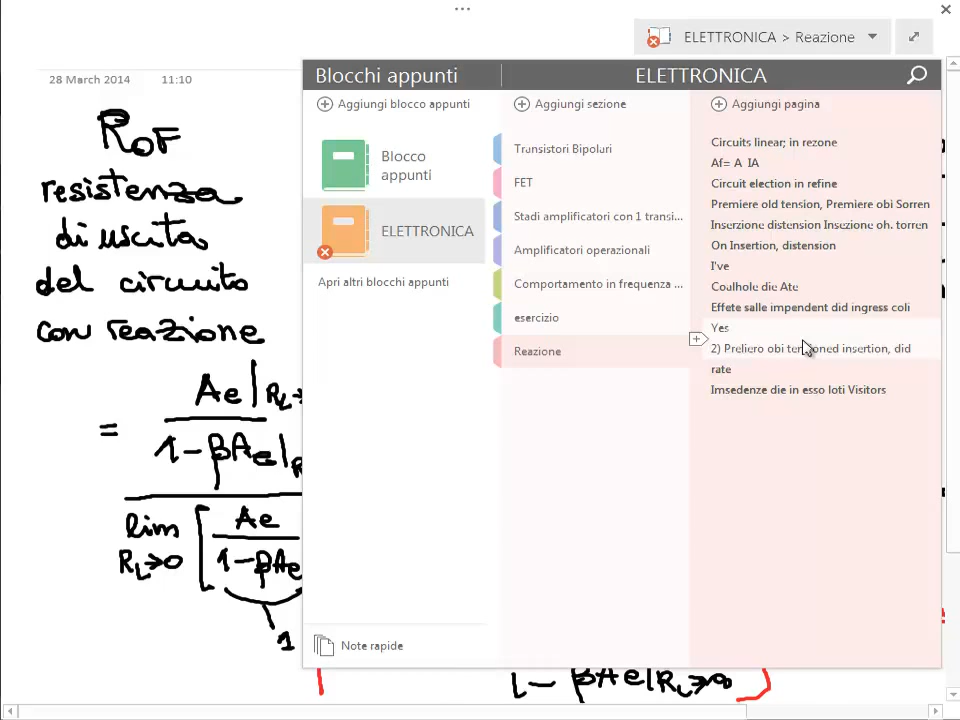 ELETTRONICA > Reazione
28 March 2014 11:10
Blocchi appunti
ELETTRONICA
Aggiungi blocco appunti
Aggiungi sezione
Aggiungi pagina
Blocco
appunti
ELETTRONICA
Apri altri blocchi appunti
Note rapide
Transistori Bipolari
FET
Stadi amplificatori con 1 transi...
Amplificatori operazionali
Comportamento in frequenza ...
esercizio
Reazione
Circuits linear; in rezone
Af= A IA
Circuit election in refine
Premiere old tension, Premiere obi Sorren
Inserzione distension Insezione oh. torren
On Insertion, distension
I've
Coalhole die Ate
Effete salle impendent did ingress coli
Yes
2) Preliero obi tensioned insertion, did
rate
Imsedenze die in esso loti Visitors
ROF
resistenza
di uscita
del circuito
con reazione
= Ae|RL→
1-βAe|R
lim
RL→0
[ Ae
1-βAe
1
1-βAe|RL→∞